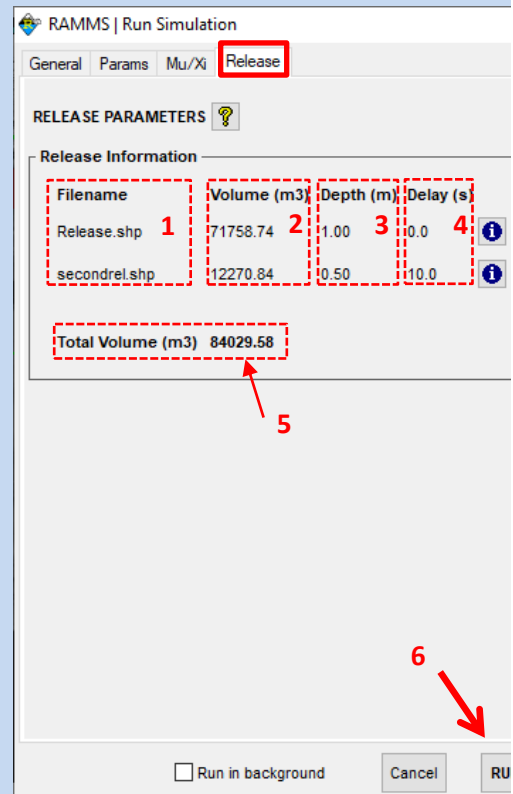 RAMMS | Run Simulation
General Params Mu/Xi Release
RELEASE PARAMETERS ?
Release Information
Filename Volume (m3) Depth (m) Delay (s)
Release.shp 71758.74 1.00 0.0
1 2 3 4
secondrel.shp 12270.84 0.50 10.0
Total Volume (m3) 84029.58
5
6
Run in background Cancel RU